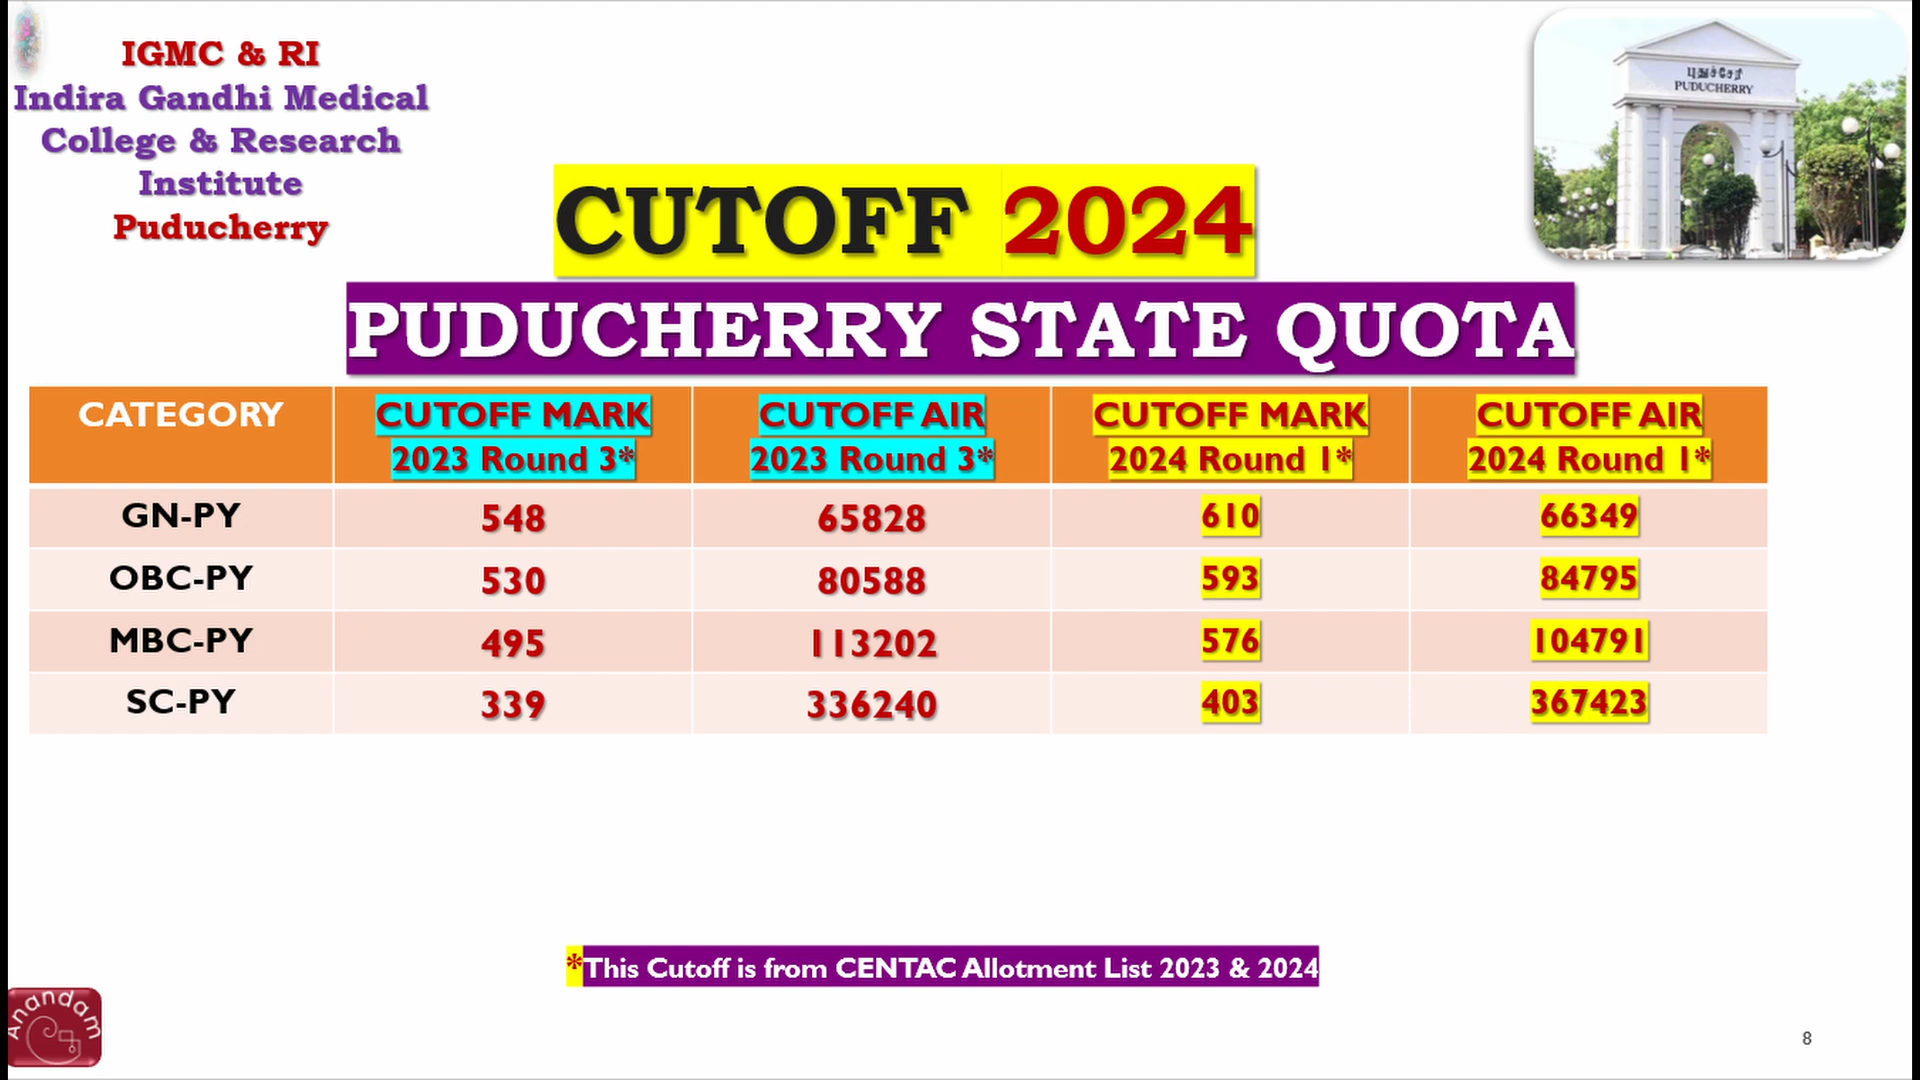 IGMC & RI
Indira Gandhi Medical
College & Research
Institute
Puducherry
புதுச்சேரி
PUDUCHERRY
CUTOFF 2024
PUDUCHERRY STATE QUOTA
CATEGORY CUTOFF MARK 2023 Round 3* CUTOFF AIR 2023 Round 3* CUTOFF MARK 2024 Round 1* CUTOFF AIR 2024 Round 1*
GN-PY 548 65828 610 66349
OBC-PY 530 80588 593 84795
MBC-PY 495 113202 576 104791
SC-PY 339 336240 403 367423
*This Cutoff is from CENTAC Allotment List 2023 & 2024
Anandam
8